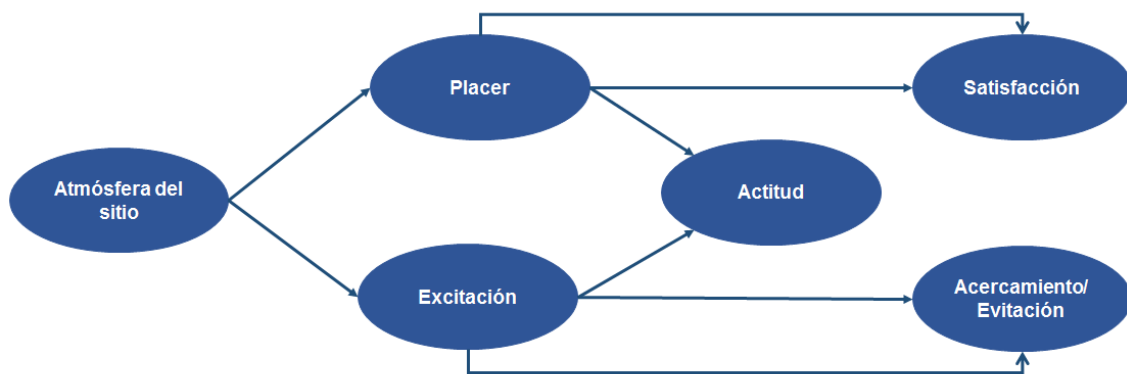 Placer
Satisfacción
Atmósfera del
sitio
Actitud
Excitación
Acercamiento/
Evitación